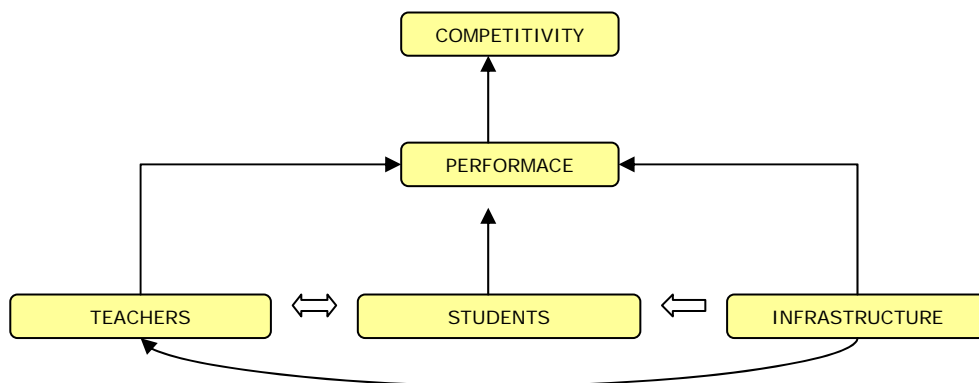 COMPETITIVITY
PERFORMACE
TEACHERS
STUDENTS
INFRASTRUCTURE